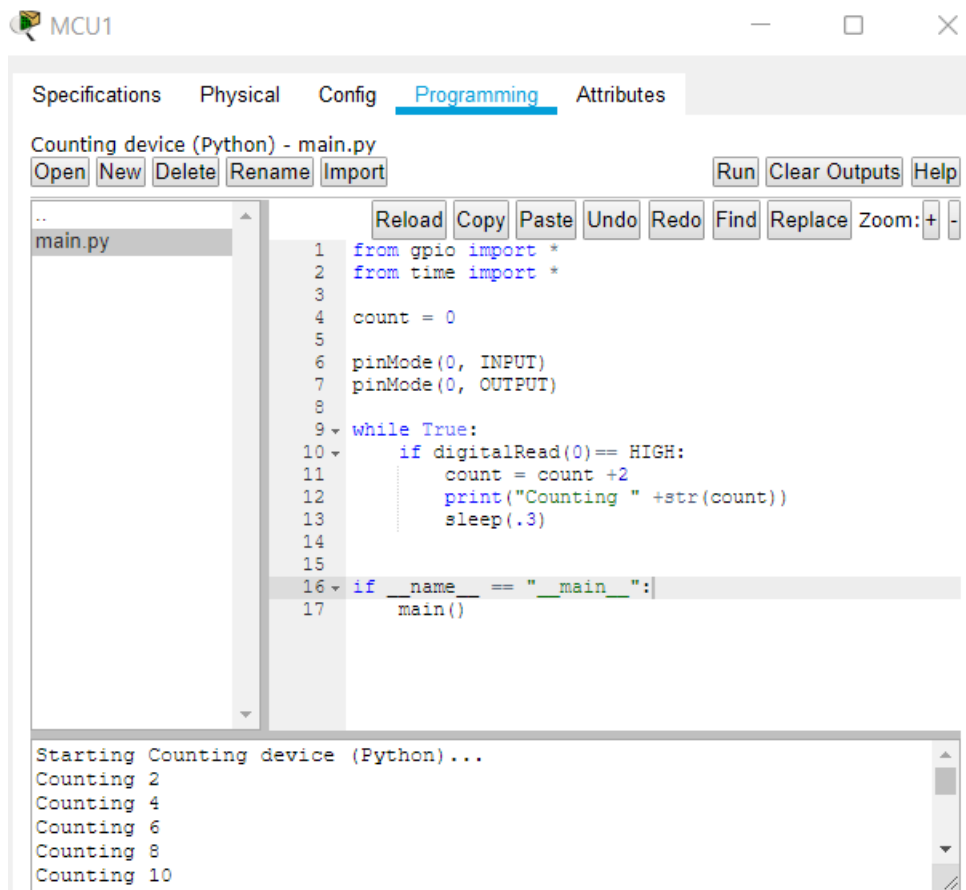 MCU1
Specifications Physical Config Programming Attributes
Counting device (Python) - main.py
Open New Delete Rename Import Run Clear Outputs Help
..
main.py
Reload Copy Paste Undo Redo Find Replace Zoom: + -
1 from gpio import *
2 from time import *
3
4 count = 0
5
6 pinMode(0, INPUT)
7 pinMode(0, OUTPUT)
8
9 while True:
10 if digitalRead(0)== HIGH:
11 count = count +2
12 print("Counting " +str(count))
13 sleep(.3)
14
15
16 if __name__ == "__main__":
17 main()
Starting Counting device (Python)...
Counting 2
Counting 4
Counting 6
Counting 8
Counting 10